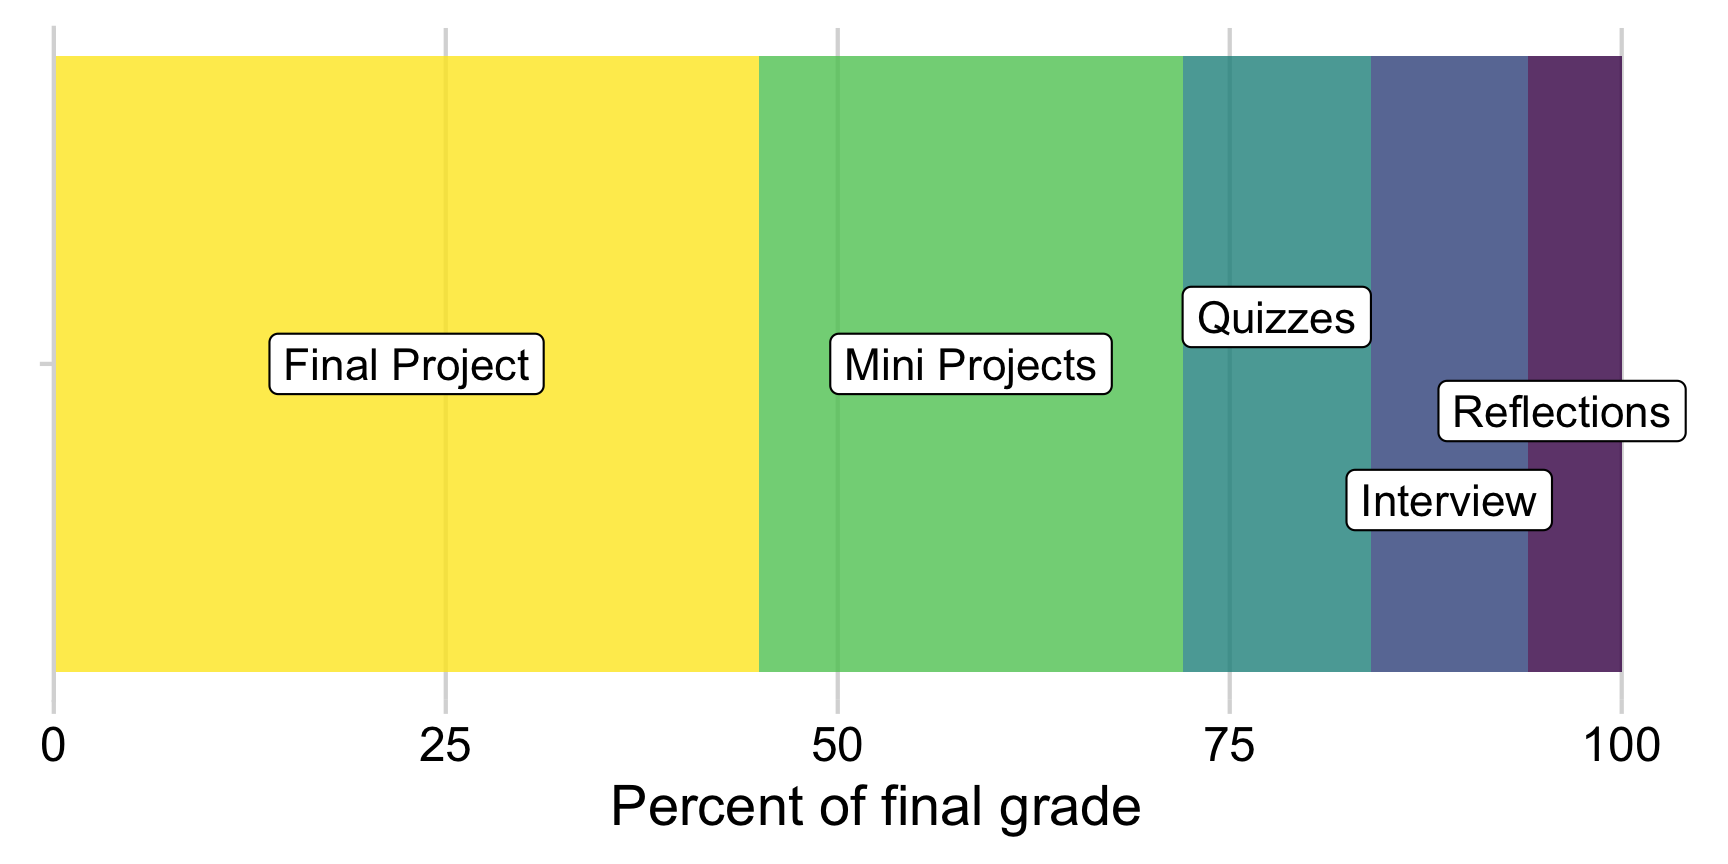 Final Project
Mini Projects
Quizzes
Reflections
Interview
0 25 50 75 100
Percent of final grade